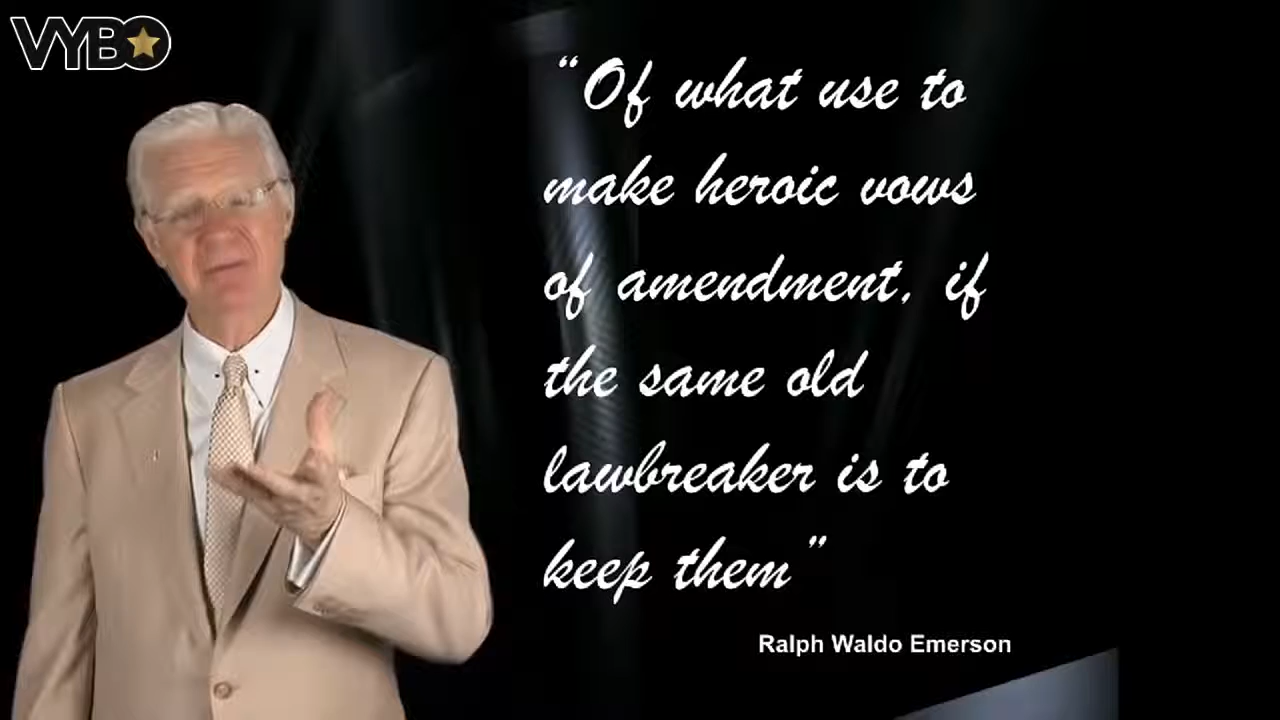 VYBO
“Of what use to
make heroic vows
of amendment, if
the same old
lawbreaker is to
keep them”
Ralph Waldo Emerson